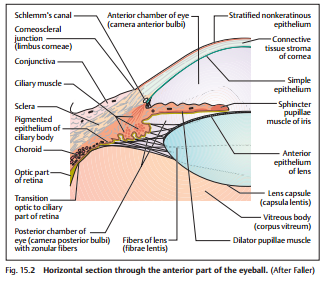 Schlemm's canal
Corneoscleral
junction
(limbus corneae)
Conjunctiva
Ciliary muscle
Sclera
Pigmented
epithelium of
ciliary body
Choroid
Optic part
of retina
Transition
optic to ciliary
part of retina
Posterior chamber of
eye (camera posterior bulbi)
with zonular fibers
Anterior chamber of eye
(camera anterior bulbi)
Fibers of lens
(fibrae lentis)
Stratified nonkeratinous
epithelium
Connective
tissue stroma
of cornea
Simple
epithelium
Sphincter
pupillae
muscle of iris
Anterior
epithelium
of lens
Lens capsule
(capsula lentis)
Vitreous body
(corpus vitreum)
Dilator pupillae muscle
Fig. 15.2 Horizontal section through the anterior part of the eyeball. (After Faller)